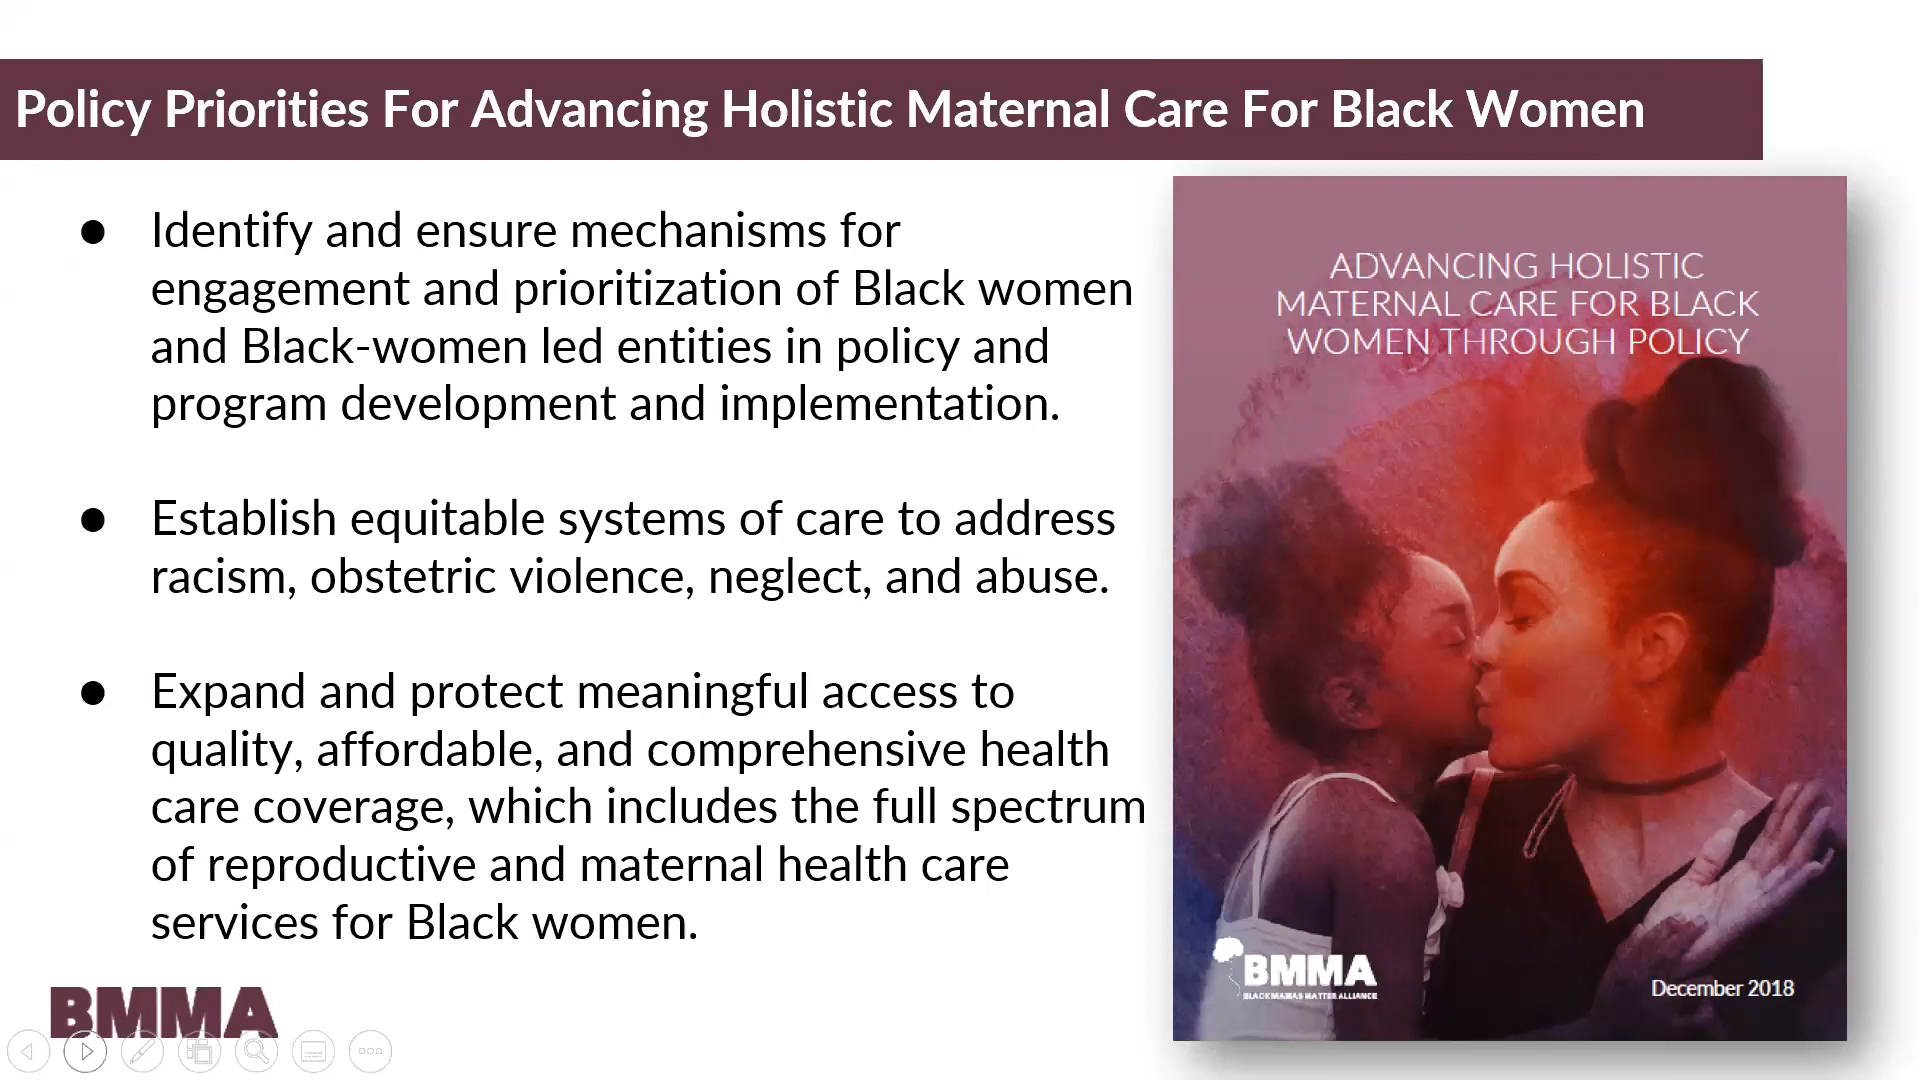 Policy Priorities For Advancing Holistic Maternal Care For Black Women
● Identify and ensure mechanisms for
engagement and prioritization of Black women
and Black-women led entities in policy and
program development and implementation.
● Establish equitable systems of care to address
racism, obstetric violence, neglect, and abuse.
● Expand and protect meaningful access to
quality, affordable, and comprehensive health
care coverage, which includes the full spectrum
of reproductive and maternal health care
services for Black women.
BMMA
ADVANCING HOLISTIC
MATERNAL CARE FOR BLACK
WOMEN THROUGH POLICY
BMMA
BLACK MAMAS MATTER ALLIANCE
December 2018